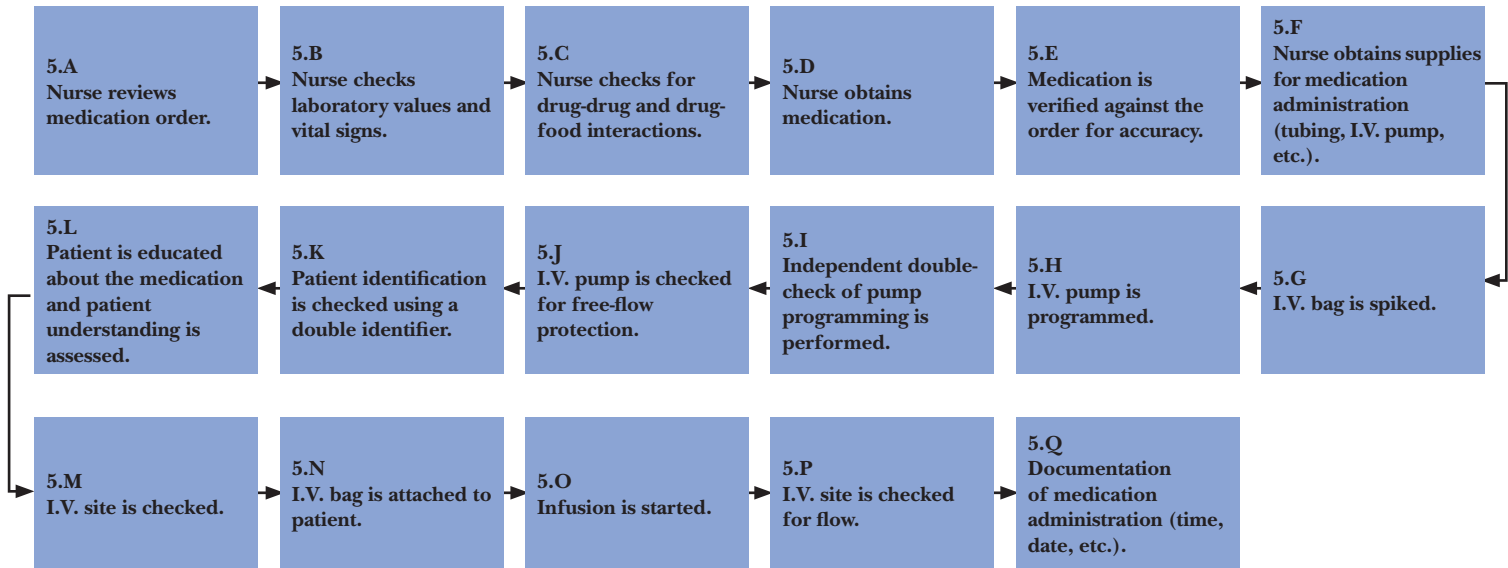 5.A
Nurse reviews
medication order.
5.B
Nurse checks
laboratory values and
vital signs.
5.C
Nurse checks for
drug-drug and drug-
food interactions.
5.D
Nurse obtains
medication.
5.E
Medication is
verified against the
order for accuracy.
5.F
Nurse obtains supplies
for medication
administration
(tubing, I.V. pump,
etc.).
5.G
I.V. bag is spiked.
5.H
I.V. pump is
programmed.
5.I
Independent double-
check of pump
programming is
performed.
5.J
I.V. pump is checked
for free-flow
protection.
5.K
Patient identification
is checked using a
double identifier.
5.L
Patient is educated
about the medication
and patient
understanding is
assessed.
5.M
I.V. site is checked.
5.N
I.V. bag is attached to
patient.
5.O
Infusion is started.
5.P
I.V. site is checked
for flow.
5.Q
Documentation
of medication
administration (time,
date, etc.).